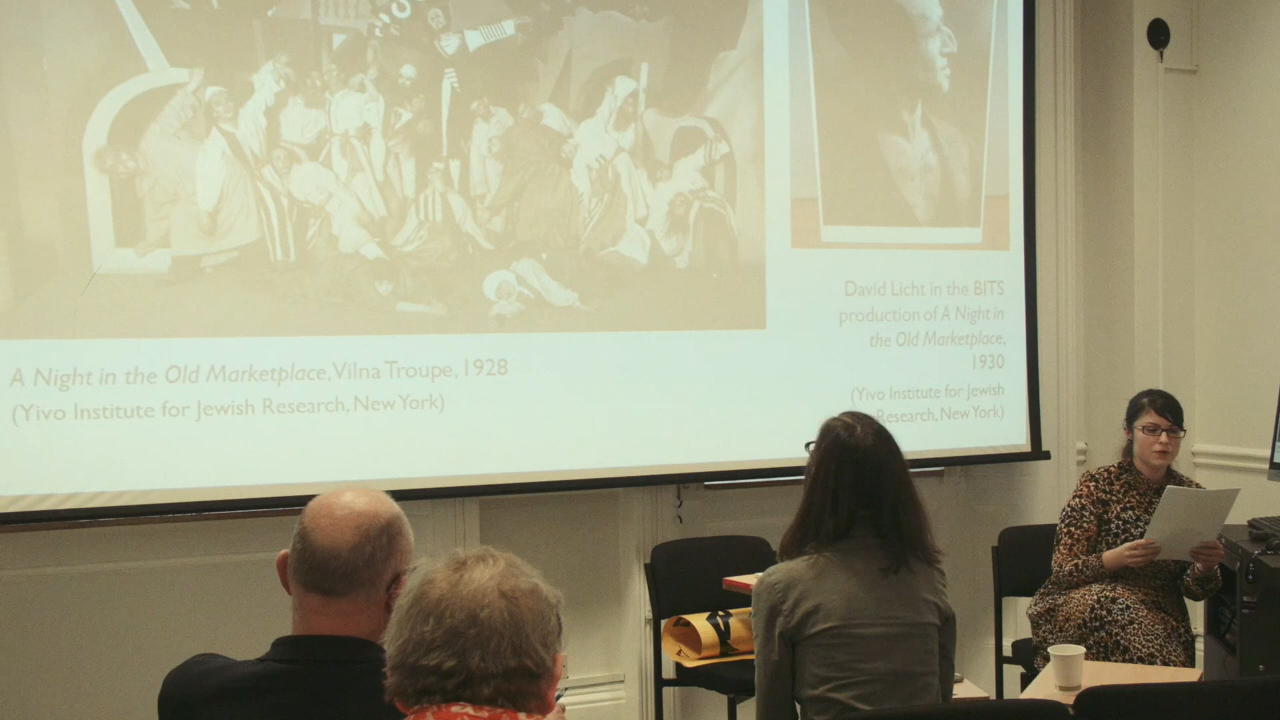 A Night in the Old Marketplace, Vilna Troupe, 1928
(Yivo Institute for Jewish Research, New York)
David Licht in the BITS
production of A Night in
the Old Marketplace,
1930
(Yivo Institute for Jewish
Research, New York)